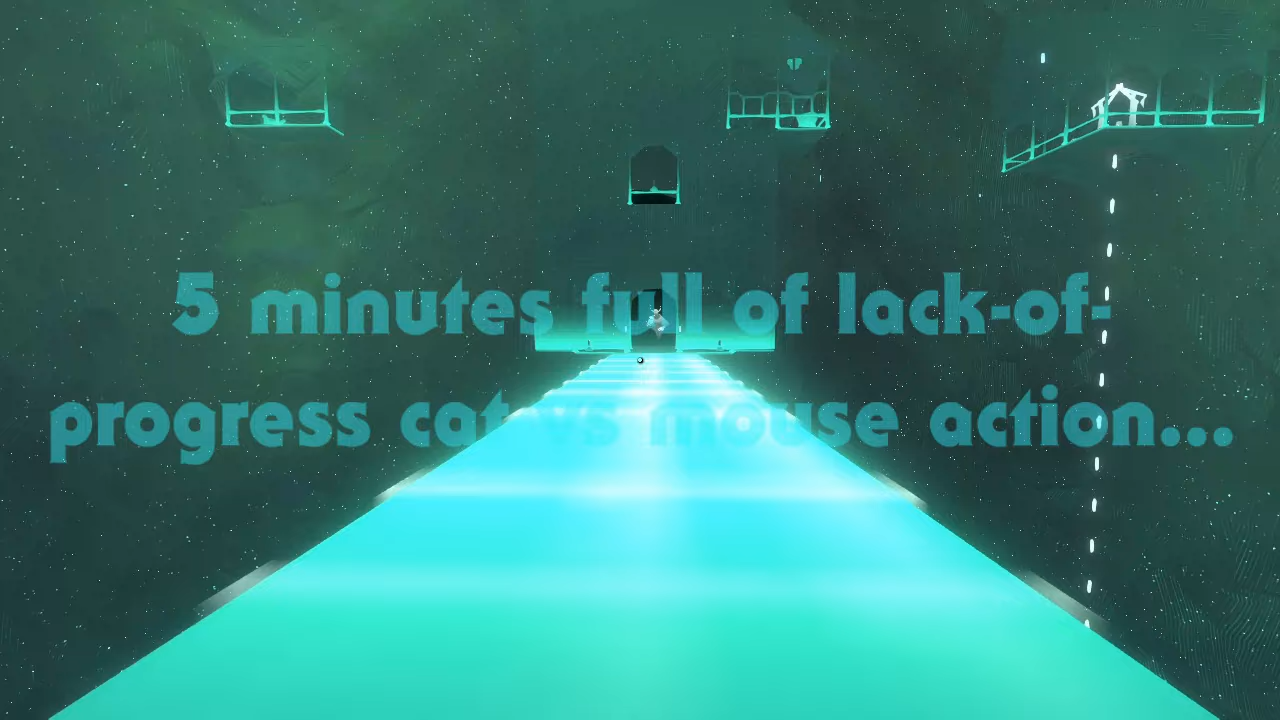 5 minutes full of lack-of-
progress cat vs mouse action...